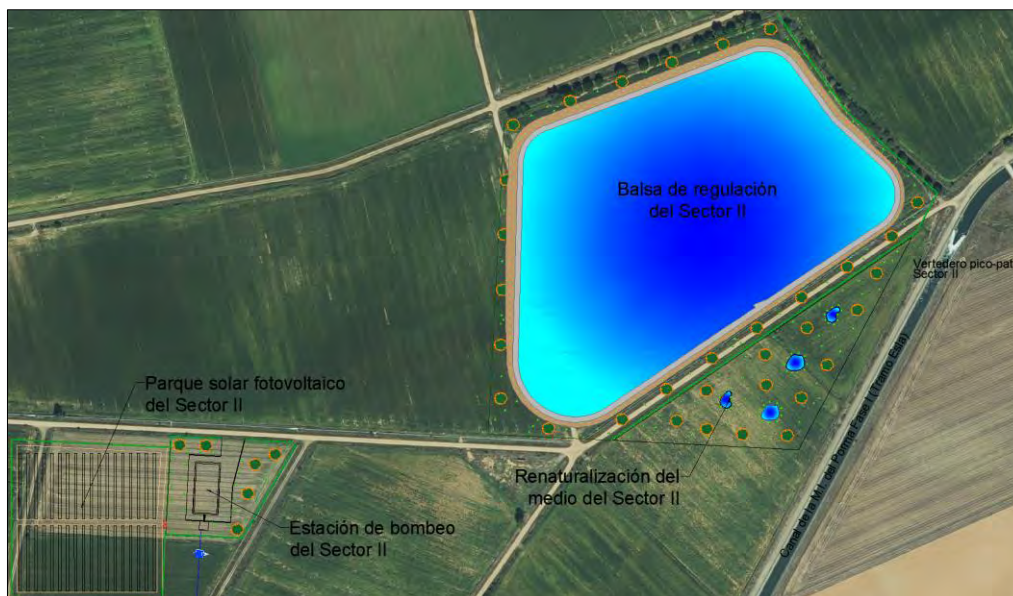 Balsa de regulación
del Sector II
Vertedero pico-pat
Sector II
Parque solar fotovoltaico
del Sector II
Renaturalización del
medio del Sector II
Estación de bombeo
del Sector II
Canal de la M.I. del Porma Fase I (Tramo Esla)